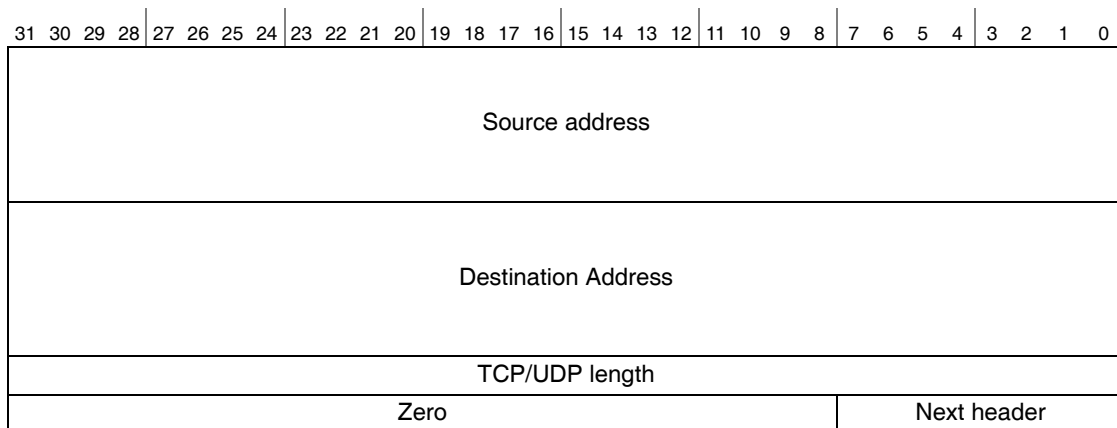 31 30 29 28 27 26 25 24 23 22 21 20 19 18 17 16 15 14 13 12 11 10 9 8 7 6 5 4 3 2 1 0
Source address
Destination Address
TCP/UDP length
Zero Next header